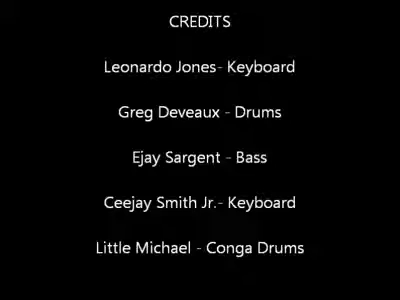 CREDITS
Leonardo Jones- Keyboard
Greg Deveaux - Drums
Ejay Sargent - Bass
Ceejay Smith Jr.- Keyboard
Little Michael - Conga Drums